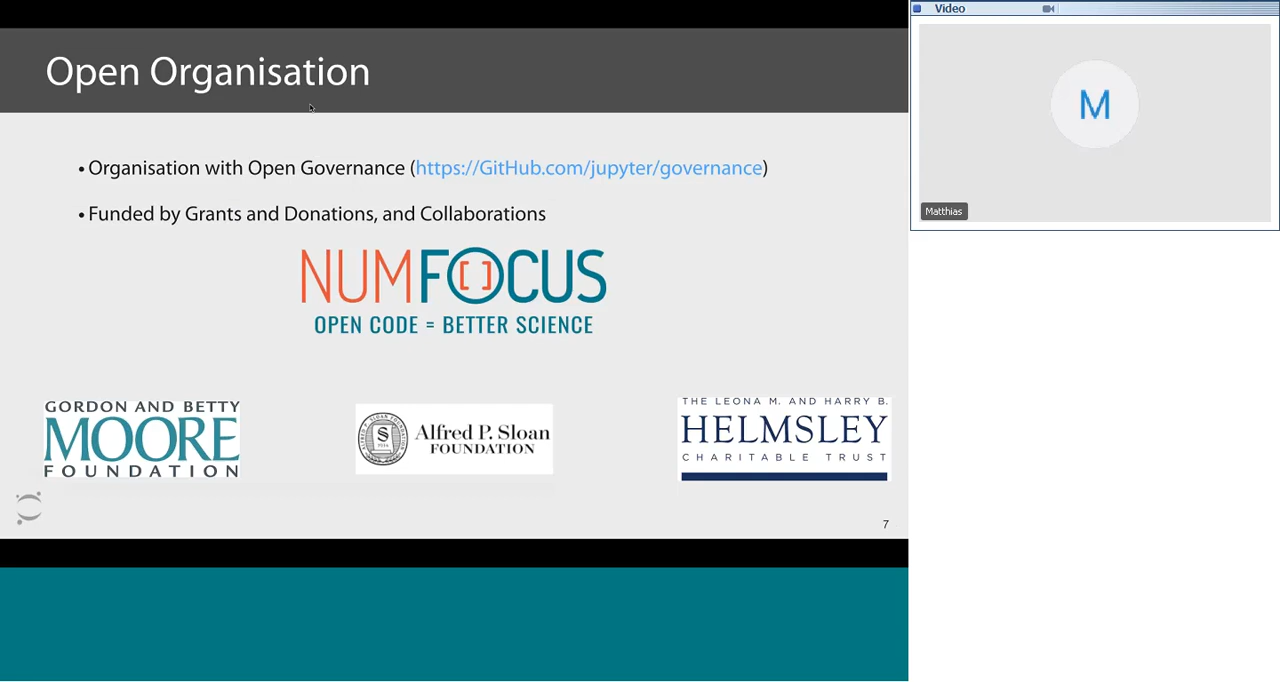 Open Organisation
• Organisation with Open Governance (https://GitHub.com/jupyter/governance)
• Funded by Grants and Donations, and Collaborations
NUMFOCUS
OPEN CODE = BETTER SCIENCE
GORDON AND BETTY
MOORE
FOUNDATION
Alfred P. Sloan
FOUNDATION
THE LEONA M. AND HARRY B.
HELMSLEY
CHARITABLE TRUST
7
Video
M
Matthias